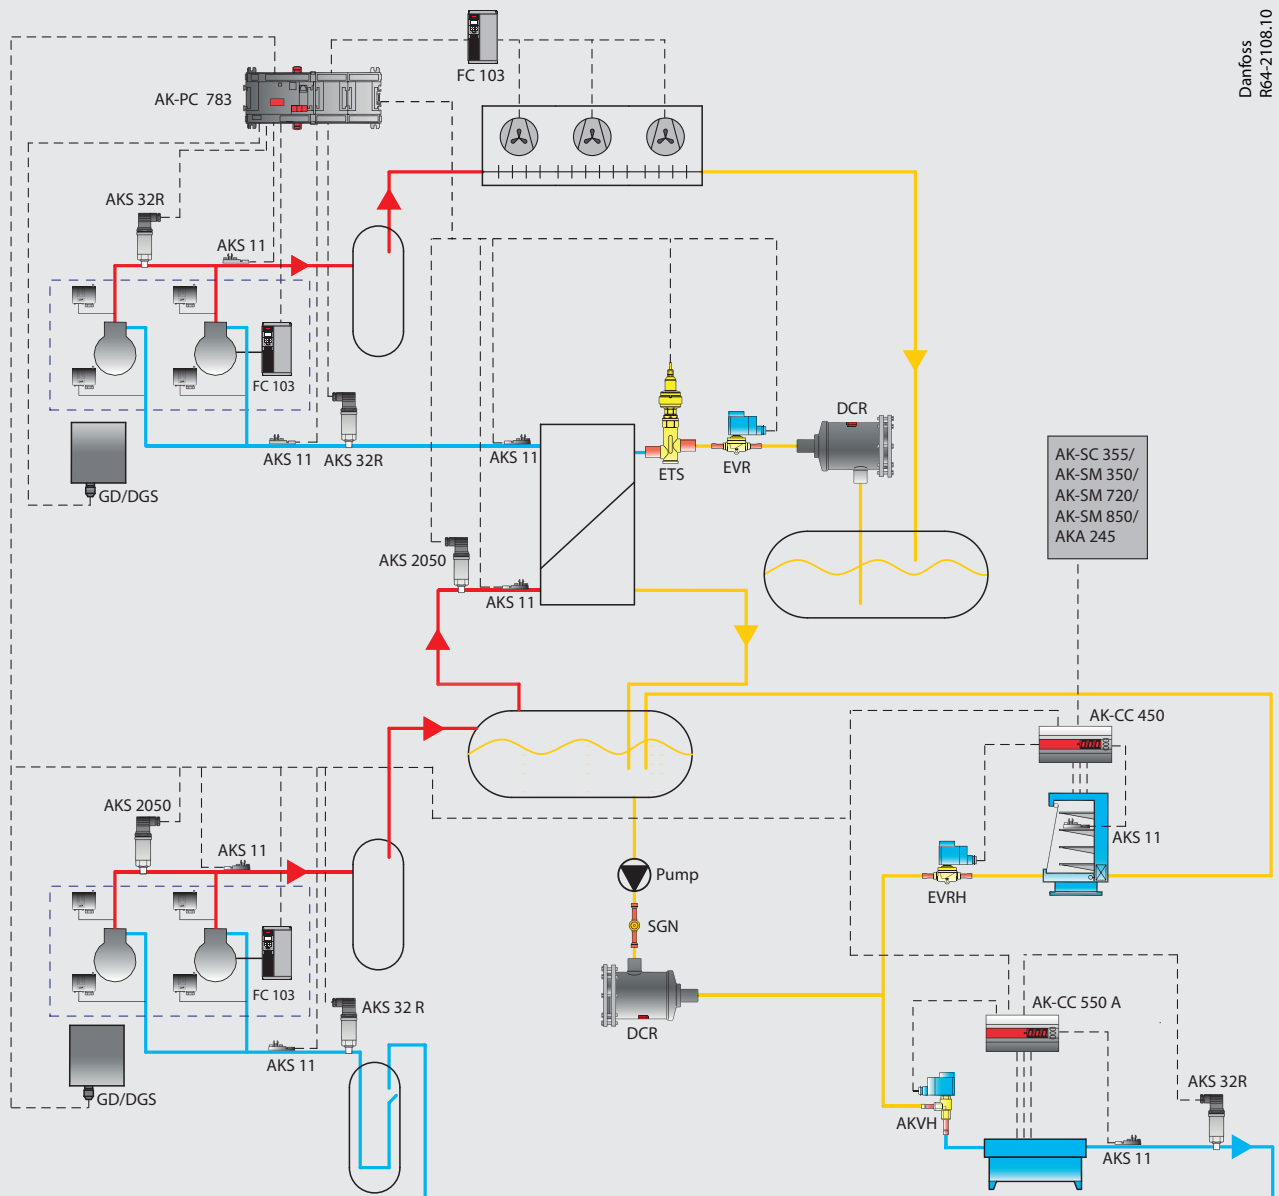 Danfoss
R64-2108.10
FC 103
AK-PC 783
AKS 32R
AKS 11
FC 103
AKS 11
AKS 32R
AKS 11
GD/DGS
ETS
EVR
DCR
AK-SC 355/
AK-SM 350/
AK-SM 720/
AK-SM 850/
AKA 245
AKS 2050
AKS 11
AK-CC 450
AKS 11
EVRH
AKS 2050
AKS 11
Pump
SGN
DCR
FC 103
AKS 32 R
AKS 11
GD/DGS
AK-CC 550 A
AKVH
AKS 11
AKS 32R